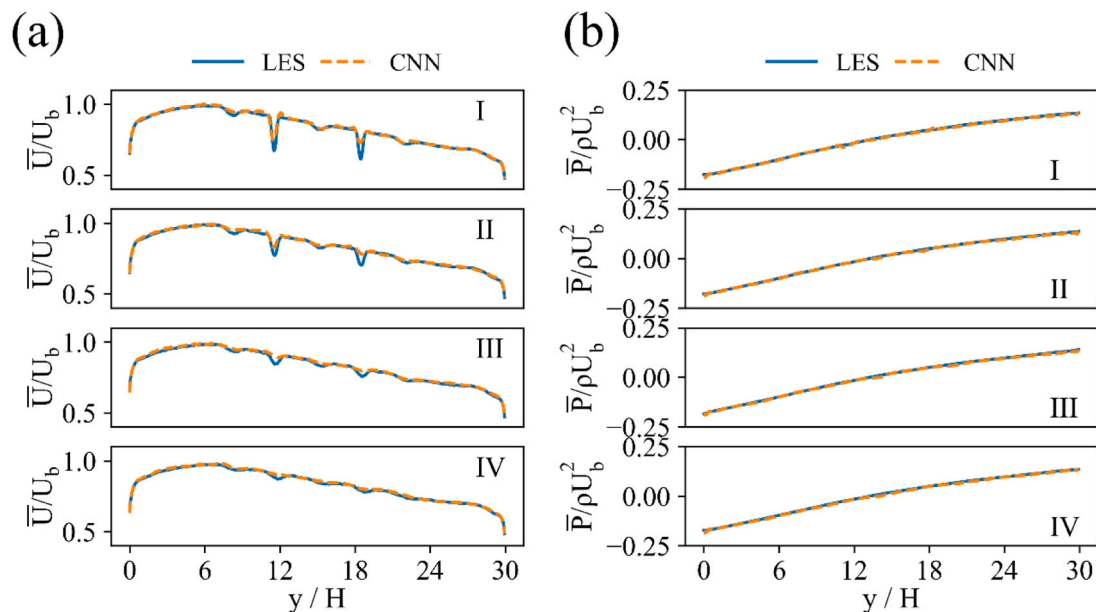 (a)
LES CNN
1.0
0.5
U̅/U_b
I
1.0
0.5
U̅/U_b
II
1.0
0.5
U̅/U_b
III
1.0
0.5
U̅/U_b
IV
0 6 12 18 24 30
y / H
(b)
LES CNN
0.25
0.00
−0.25
P̅/ρU_b^2
I
0.25
0.00
−0.25
P̅/ρU_b^2
II
0.25
0.00
−0.25
P̅/ρU_b^2
III
0.25
0.00
−0.25
P̅/ρU_b^2
IV
0 6 12 18 24 30
y / H